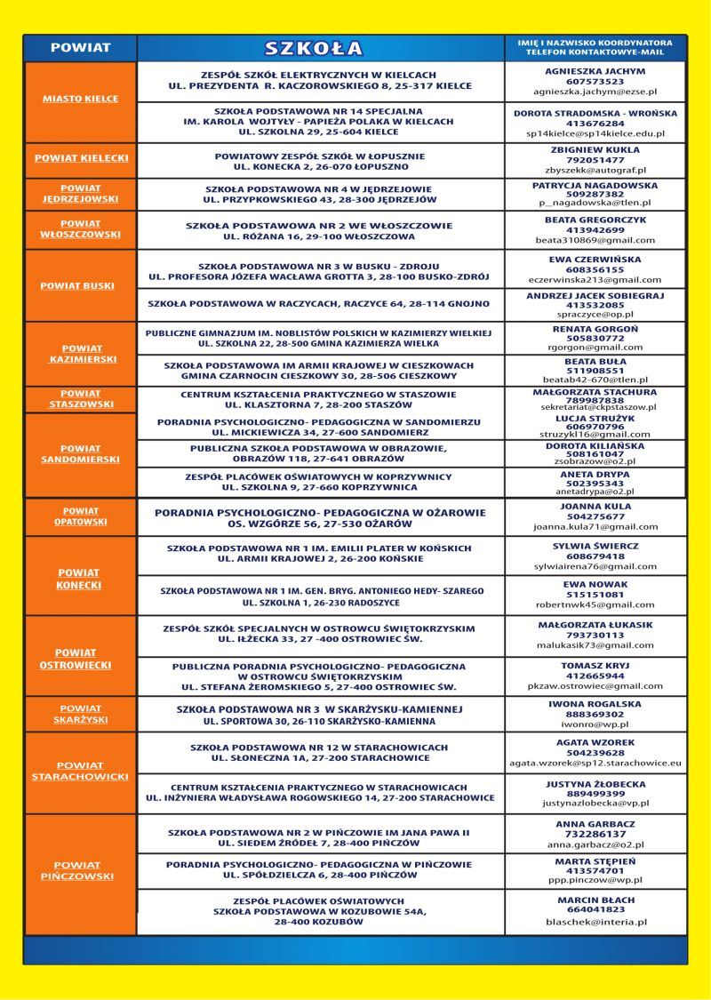 POWIAT
SZKOŁA
IMIĘ I NAZWISKO KOORDYNATORA
TELEFON KONTAKTOWYE-MAIL
MIASTO KIELCE
ZESPÓŁ SZKÓŁ ELEKTRYCZNYCH W KIELCACH
UL. PREZYDENTA R. KACZOROWSKIEGO 8, 25-317 KIELCE
AGNIESZKA JACHYM
607573523
agnieszka.jachym@ezse.pl
SZKOŁA PODSTAWOWA NR 14 SPECJALNA
IM. KAROLA WOJTYŁY - PAPIEŻA POLAKA W KIELCACH
UL. SZKOLNA 29, 25-604 KIELCE
DOROTA STRADOMSKA - WROŃSKA
413676284
sp14kielce@sp14kielce.edu.pl
POWIAT KIELECKI
POWIATOWY ZESPÓŁ SZKÓŁ W ŁOPUSZNIE
UL. KONECKA 2, 26-070 ŁOPUSZNO
ZBIGNIEW KUKLA
792051477
zbyszekk@autograf.pl
POWIAT
JĘDRZEJOWSKI
SZKOŁA PODSTAWOWA NR 4 W JĘDRZEJOWIE
UL. PRZYPKOWSKIEGO 43, 28-300 JĘDRZEJÓW
PATRYCJA NAGADOWSKA
509287382
p_nagadowska@tlen.pl
POWIAT
WŁOSZCZOWSKI
SZKOŁA PODSTAWOWA NR 2 WE WŁOSZCZOWIE
UL. RÓŻANA 16, 29-100 WŁOSZCZOWA
BEATA GREGORCZYK
413942699
beata310869@gmail.com
POWIAT BUSKI
SZKOŁA PODSTAWOWA NR 3 W BUSKU - ZDROJU
UL. PROFESORA JÓZEFA WACŁAWA GROTTA 3, 28-100 BUSKO-ZDRÓJ
EWA CZERWIŃSKA
608356155
eczerwinska213@gmail.com
SZKOŁA PODSTAWOWA W RACZYCACH, RACZYCE 64, 28-114 GNOJNO
ANDRZEJ JACEK SOBIEGRAJ
413532085
spraczyce@op.pl
POWIAT
KAZIMIERSKI
PUBLICZNE GIMNAZJUM IM. NOBLISTÓW POLSKICH W KAZIMIERZY WIELKIEJ
UL. SZKOLNA 22, 28-500 GMINA KAZIMIERZA WIELKA
RENATA GORGOŃ
505830772
rgorgon@gmail.com
SZKOŁA PODSTAWOWA IM ARMII KRAJOWEJ W CIESZKOWACH
GMINA CZARNOCIN CIESZKOWY 30, 28-506 CIESZKOWY
BEATA BUŁA
511908551
beatab42-670@tlen.pl
POWIAT
STASZOWSKI
CENTRUM KSZTAŁCENIA PRAKTYCZNEGO W STASZOWIE
UL. KLASZTORNA 7, 28-200 STASZÓW
MAŁGORZATA STACHURA
789987838
sekretariat@ckpstaszow.pl
POWIAT
SANDOMIERSKI
PORADNIA PSYCHOLOGICZNO- PEDAGOGICZNA W SANDOMIERZU
UL. MICKIEWICZA 34, 27-600 SANDOMIERZ
LUCJA STRUŻYK
606970796
struzykl16@gmail.com
PUBLICZNA SZKOŁA PODSTAWOWA W OBRAZOWIE,
OBRAZÓW 118, 27-641 OBRAZÓW
DOROTA KILIAŃSKA
508161047
zsobrazow@o2.pl
ZESPÓŁ PLACÓWEK OŚWIATOWYCH W KOPRZYWNICY
UL. SZKOLNA 9, 27-660 KOPRZYWNICA
ANETA DRYPA
502395343
anetadrypa@o2.pl
POWIAT
OPATOWSKI
PORADNIA PSYCHOLOGICZNO- PEDAGOGICZNA W OŻAROWIE
OS. WZGÓRZE 56, 27-530 OŻARÓW
JOANNA KULA
504275677
joanna.kula71@gmail.com
POWIAT
KONECKI
SZKOŁA PODSTAWOWA NR 1 IM. EMILII PLATER W KOŃSKICH
UL. ARMII KRAJOWEJ 2, 26-200 KOŃSKIE
SYLWIA ŚWIERCZ
608679418
sylwiairena76@gmail.com
SZKOŁA PODSTAWOWA NR 1 IM. GEN. BRYG. ANTONIEGO HEDY- SZAREGO
UL. SZKOLNA 1, 26-230 RADOSZYCE
EWA NOWAK
515151081
robertnwk45@gmail.com
POWIAT
OSTROWIECKI
ZESPÓŁ SZKÓŁ SPECJALNYCH W OSTROWCU ŚWIĘTOKRZYSKIM
UL. IŁŻECKA 33, 27 -400 OSTROWIEC ŚW.
MAŁGORZATA ŁUKASIK
793730113
malukasik73@gmail.com
PUBLICZNA PORADNIA PSYCHOLOGICZNO- PEDAGOGICZNA
W OSTROWCU ŚWIĘTOKRZYSKIM
UL. STEFANA ŻEROMSKIEGO 5, 27-400 OSTROWIEC ŚW.
TOMASZ KRYJ
412665944
pkzaw.ostrowiec@gmail.com
POWIAT
SKARŻYSKI
SZKOŁA PODSTAWOWA NR 3 W SKARŻYSKU-KAMIENNEJ
UL. SPORTOWA 30, 26-110 SKARŻYSKO-KAMIENNA
IWONA ROGALSKA
888369302
iwonro@wp.pl
POWIAT
STARACHOWICKI
SZKOŁA PODSTAWOWA NR 12 W STARACHOWICACH
UL. SŁONECZNA 1A, 27-200 STARACHOWICE
AGATA WZOREK
504239628
agata.wzorek@sp12.starachowice.eu
CENTRUM KSZTAŁCENIA PRAKTYCZNEGO W STARACHOWICACH
UL. INŻYNIERA WŁADYSŁAWA ROGOWSKIEGO 14, 27-200 STARACHOWICE
JUSTYNA ŻŁOBECKA
889499399
justynazlobecka@vp.pl
POWIAT
PIŃCZOWSKI
SZKOŁA PODSTAWOWA NR 2 W PIŃCZOWIE IM JANA PAWA II
UL. SIEDEM ŹRÓDEŁ 7, 28-400 PIŃCZÓW
ANNA GARBACZ
732286137
anna.garbacz@o2.pl
PORADNIA PSYCHOLOGICZNO- PEDAGOGICZNA W PIŃCZOWIE
UL. SPÓŁDZIELCZA 6, 28-400 PIŃCZÓW
MARTA STĘPIEŃ
413574701
ppp.pinczow@wp.pl
ZESPÓŁ PLACÓWEK OŚWIATOWYCH
SZKOŁA PODSTAWOWA W KOZUBOWIE 54A,
28-400 KOZUBÓW
MARCIN BŁACH
664041823
blaschek@interia.pl